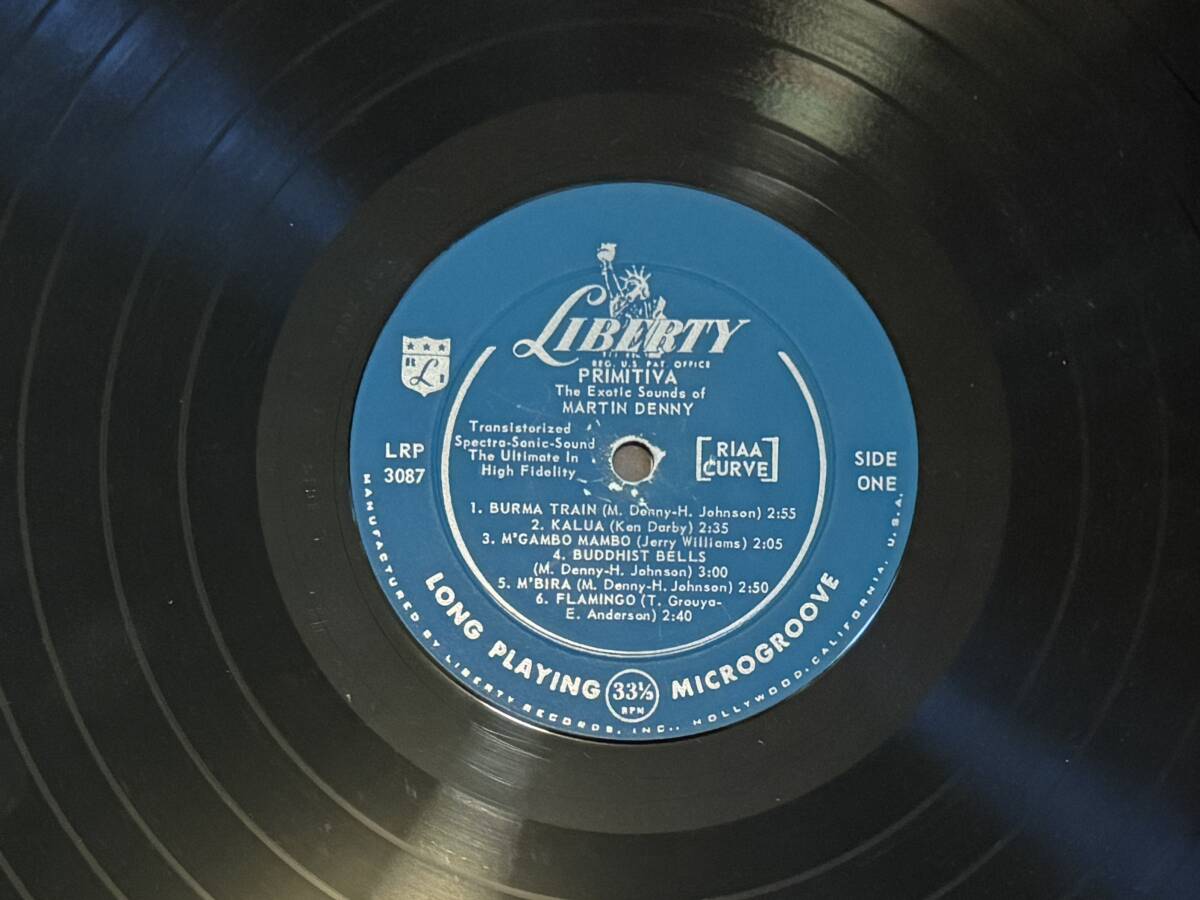 LIBERTY
REG. U.S. PAT. OFFICE
PRIMITIVA
The Exotic Sounds of
MARTIN DENNY
Transistorized
Spectra-Sonic-Sound
The Ultimate In
High Fidelity
RIAA
CURVE
R L I
LRP
3087
SIDE
ONE
1. BURMA TRAIN (M. Denny-H. Johnson) 2:55
2. KALUA (Ken Darby) 2:35
3. M'GAMBO MAMBO (Jerry Williams) 2:05
4. BUDDHIST BELLS
(M. Denny-H. Johnson) 3:00
5. M'BIRA (M. Denny-H. Johnson) 2:50
6. FLAMINGO (T. Grouya-
E. Anderson) 2:40
LONG PLAYING 33⅓ RPM MICROGROOVE
MANUFACTURED BY LIBERTY RECORDS, INC., HOLLYWOOD, CALIFORNIA, U.S.A.